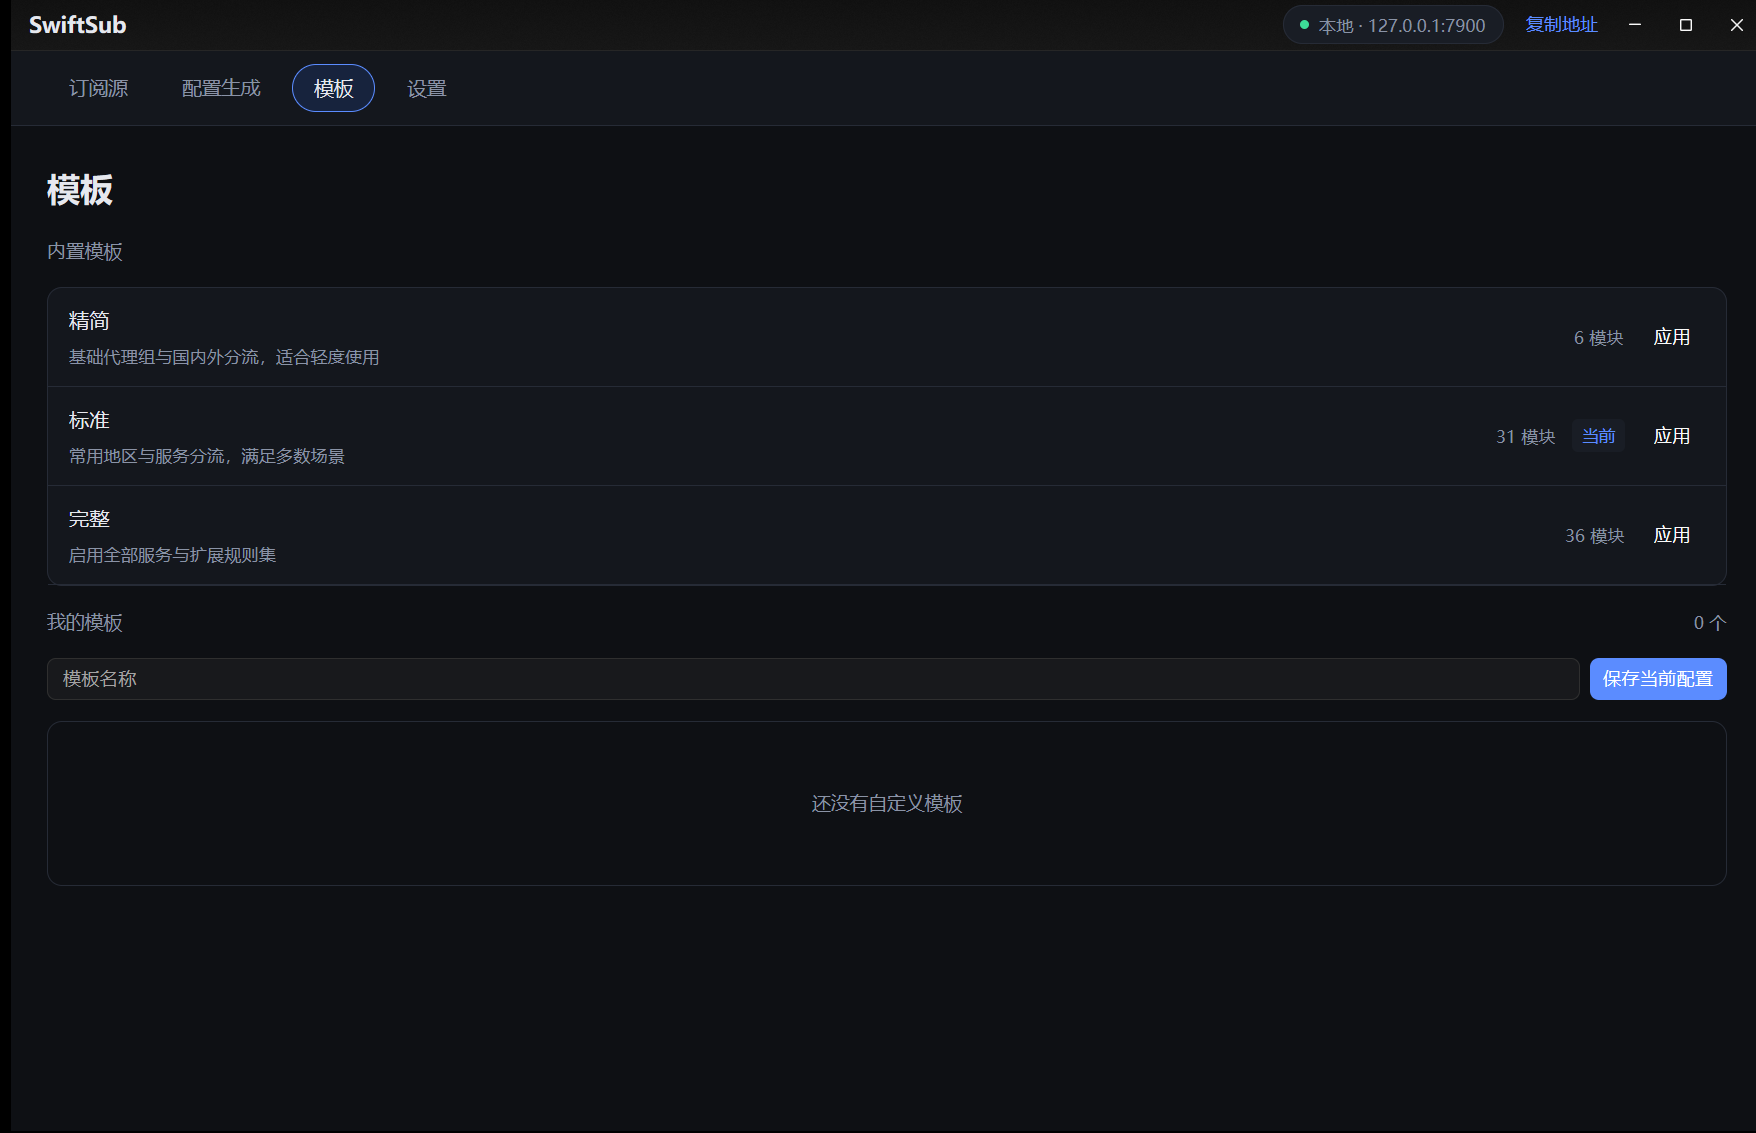 SwiftSub
本地 · 127.0.0.1:7900
复制地址
订阅源 配置生成 模板 设置
模板
内置模板
精简
基础代理组与国内外分流，适合轻度使用
6 模块 应用
标准
常用地区与服务分流，满足多数场景
31 模块 当前 应用
完整
启用全部服务与扩展规则集
36 模块 应用
我的模板
0 个
模板名称
保存当前配置
还没有自定义模板